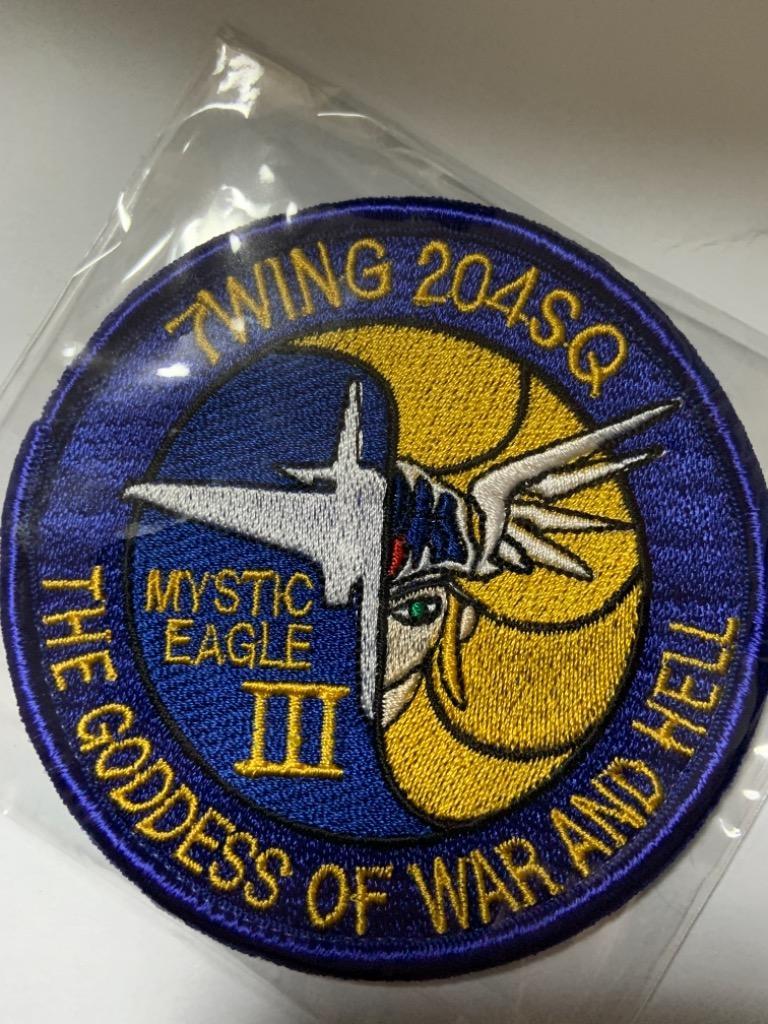 7WING 204SQ
MYSTIC
EAGLE
III
THE GODDESS OF WAR AND HELL